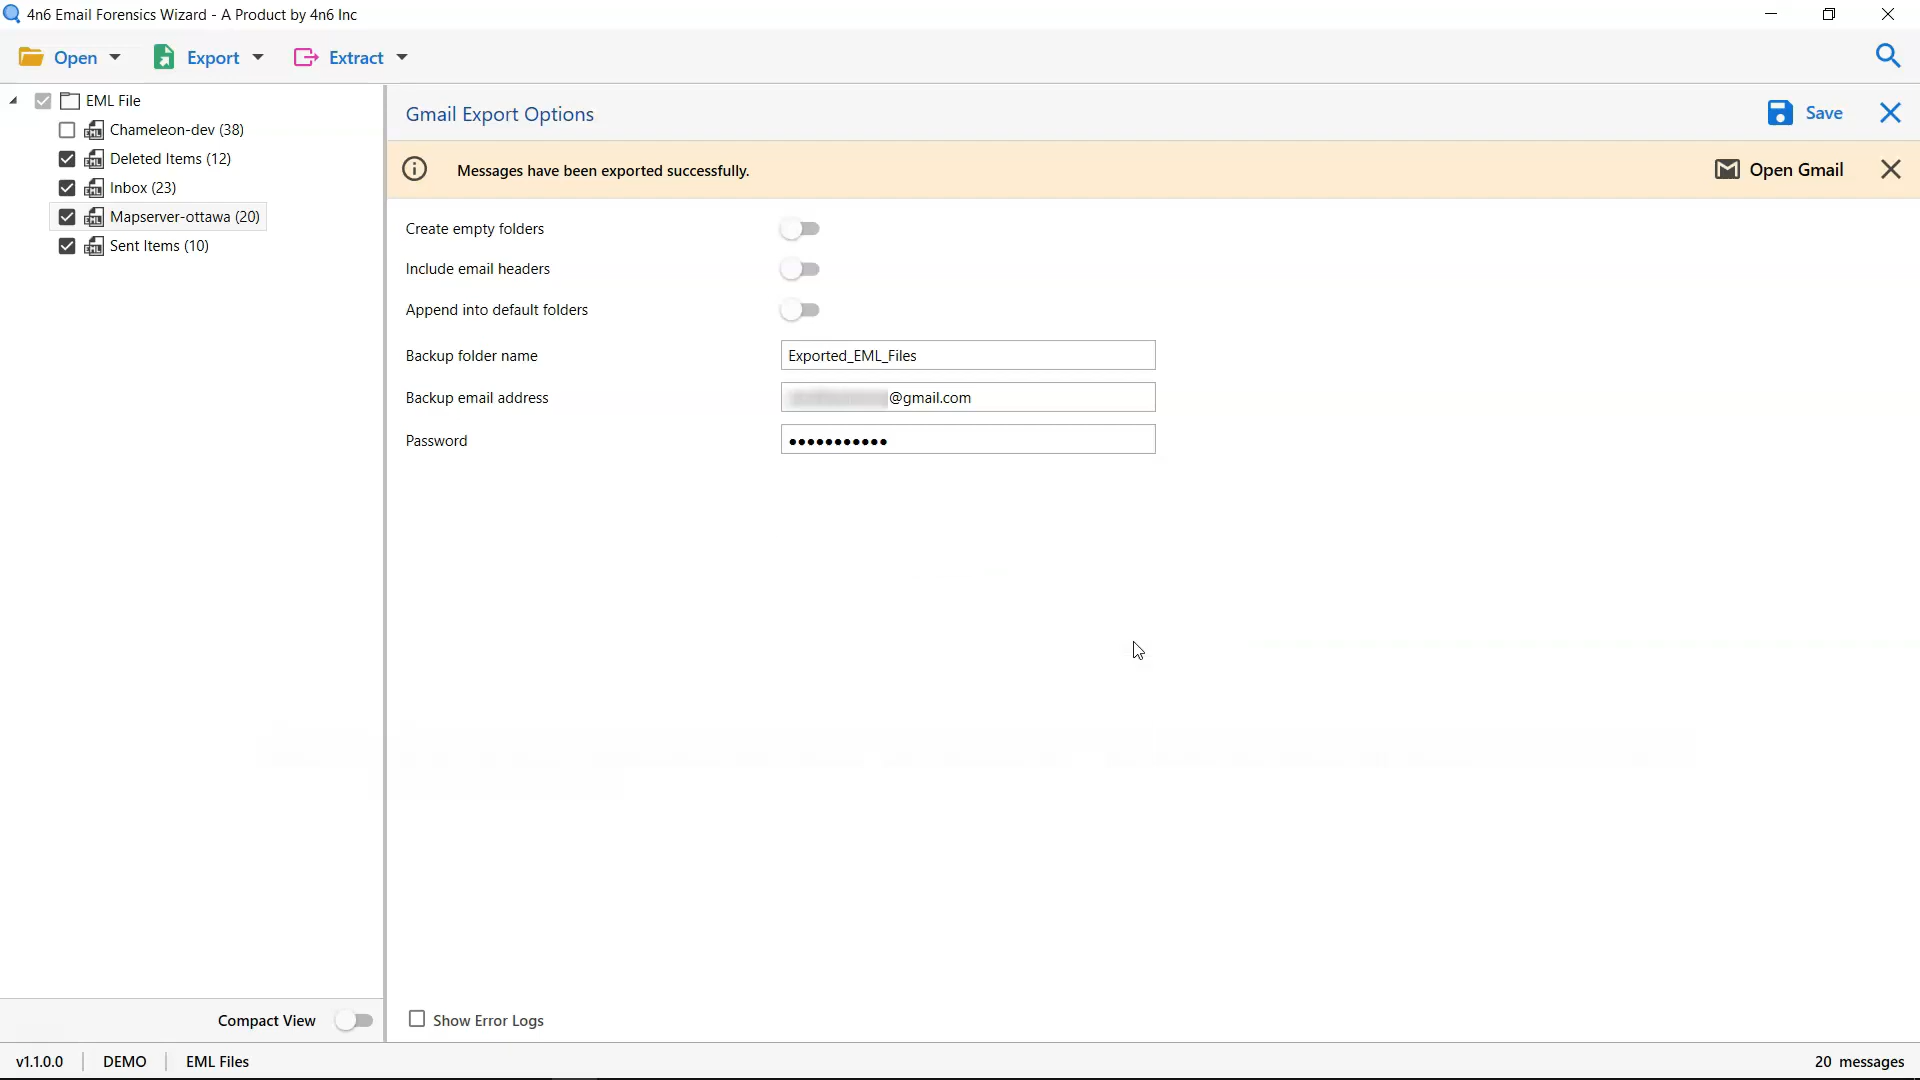 4n6 Email Forensics Wizard - A Product by 4n6 Inc
Open Export Extract
EML File
Chameleon-dev (38)
Deleted Items (12)
Inbox (23)
Mapserver-ottawa (20)
Sent Items (10)
Gmail Export Options Save
Messages have been exported successfully. Open Gmail
Create empty folders
Include email headers
Append into default folders
Backup folder name Exported_EML_Files
Backup email address @gmail.com
Password
Compact View Show Error Logs
v1.1.0.0 DEMO EML Files 20 messages